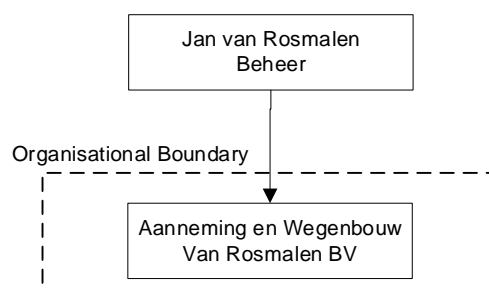 Jan van Rosmalen
Beheer
Organisational Boundary
Aanneming en Wegenbouw
Van Rosmalen BV